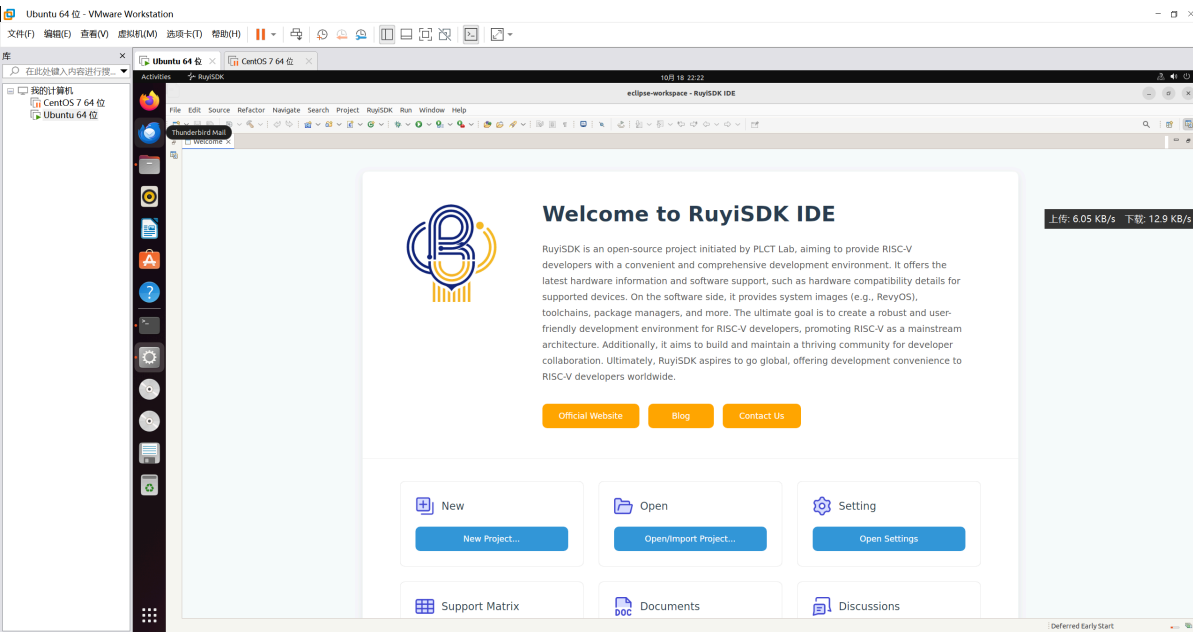 Ubuntu 64 位 - VMware Workstation
文件(F) 编辑(E) 查看(V) 虚拟机(M) 选项卡(T) 帮助(H)
库
在此处键入内容进行搜...
我的计算机
CentOS 7 64 位
Ubuntu 64 位
Ubuntu 64 位
CentOS 7 64 位
Activities
RuyiSDK
10月 18 22:22
eclipse-workspace - RuyiSDK IDE
File Edit Source Refactor Navigate Search Project RuyiSDK Run Window Help
Thunderbird Mail
Welcome
Welcome to RuyiSDK IDE
RuyiSDK is an open-source project initiated by PLCT Lab, aiming to provide RISC-V
developers with a convenient and comprehensive development environment. It offers the
latest hardware information and software support, such as hardware compatibility details for
supported devices. On the software side, it provides system images (e.g., RevyOS),
toolchains, package managers, and more. The ultimate goal is to create a robust and user-
friendly development environment for RISC-V developers, promoting RISC-V as a mainstream
architecture. Additionally, it aims to build and maintain a thriving community for developer
collaboration. Ultimately, RuyiSDK aspires to go global, offering development convenience to
RISC-V developers worldwide.
Official Website
Blog
Contact Us
上传: 6.05 KB/s 下载: 12.9 KB/s
New
Open
Setting
New Project...
Open/Import Project...
Open Settings
Support Matrix
DOC
Documents
Discussions
Deferred Early Start